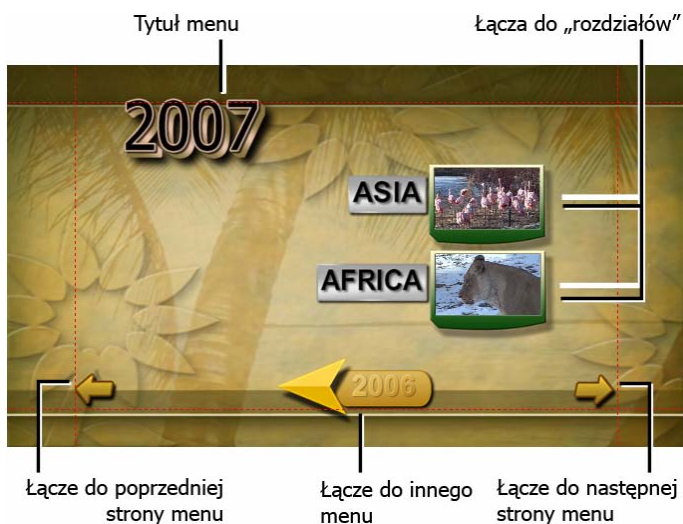 Tytuł menu
Łącza do „rozdziałów”
2007
ASIA
AFRICA
2006
Łącze do poprzedniej
strony menu
Łącze do innego
menu
Łącze do następnej
strony menu